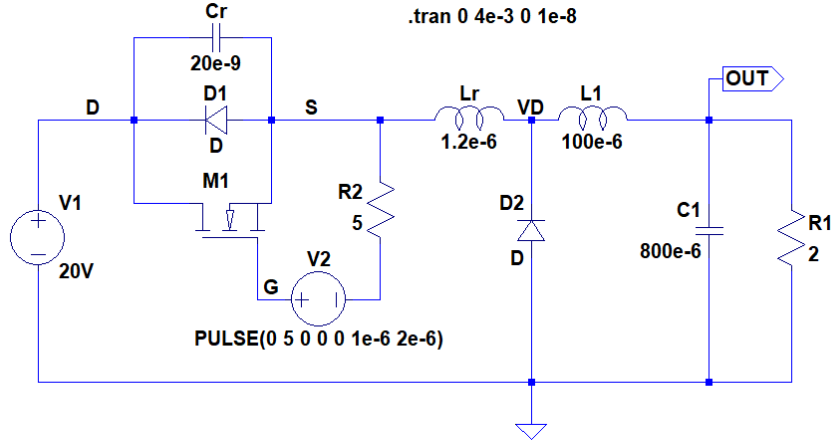 Cr
.tran 0 4e-3 0 1e-8
20e-9
D1
D
D
S
Lr
1.2e-6
VD
L1
100e-6
OUT
M1
V1
20V
R2
5
V2
G
PULSE(0 5 0 0 0 1e-6 2e-6)
D2
D
C1
800e-6
R1
2